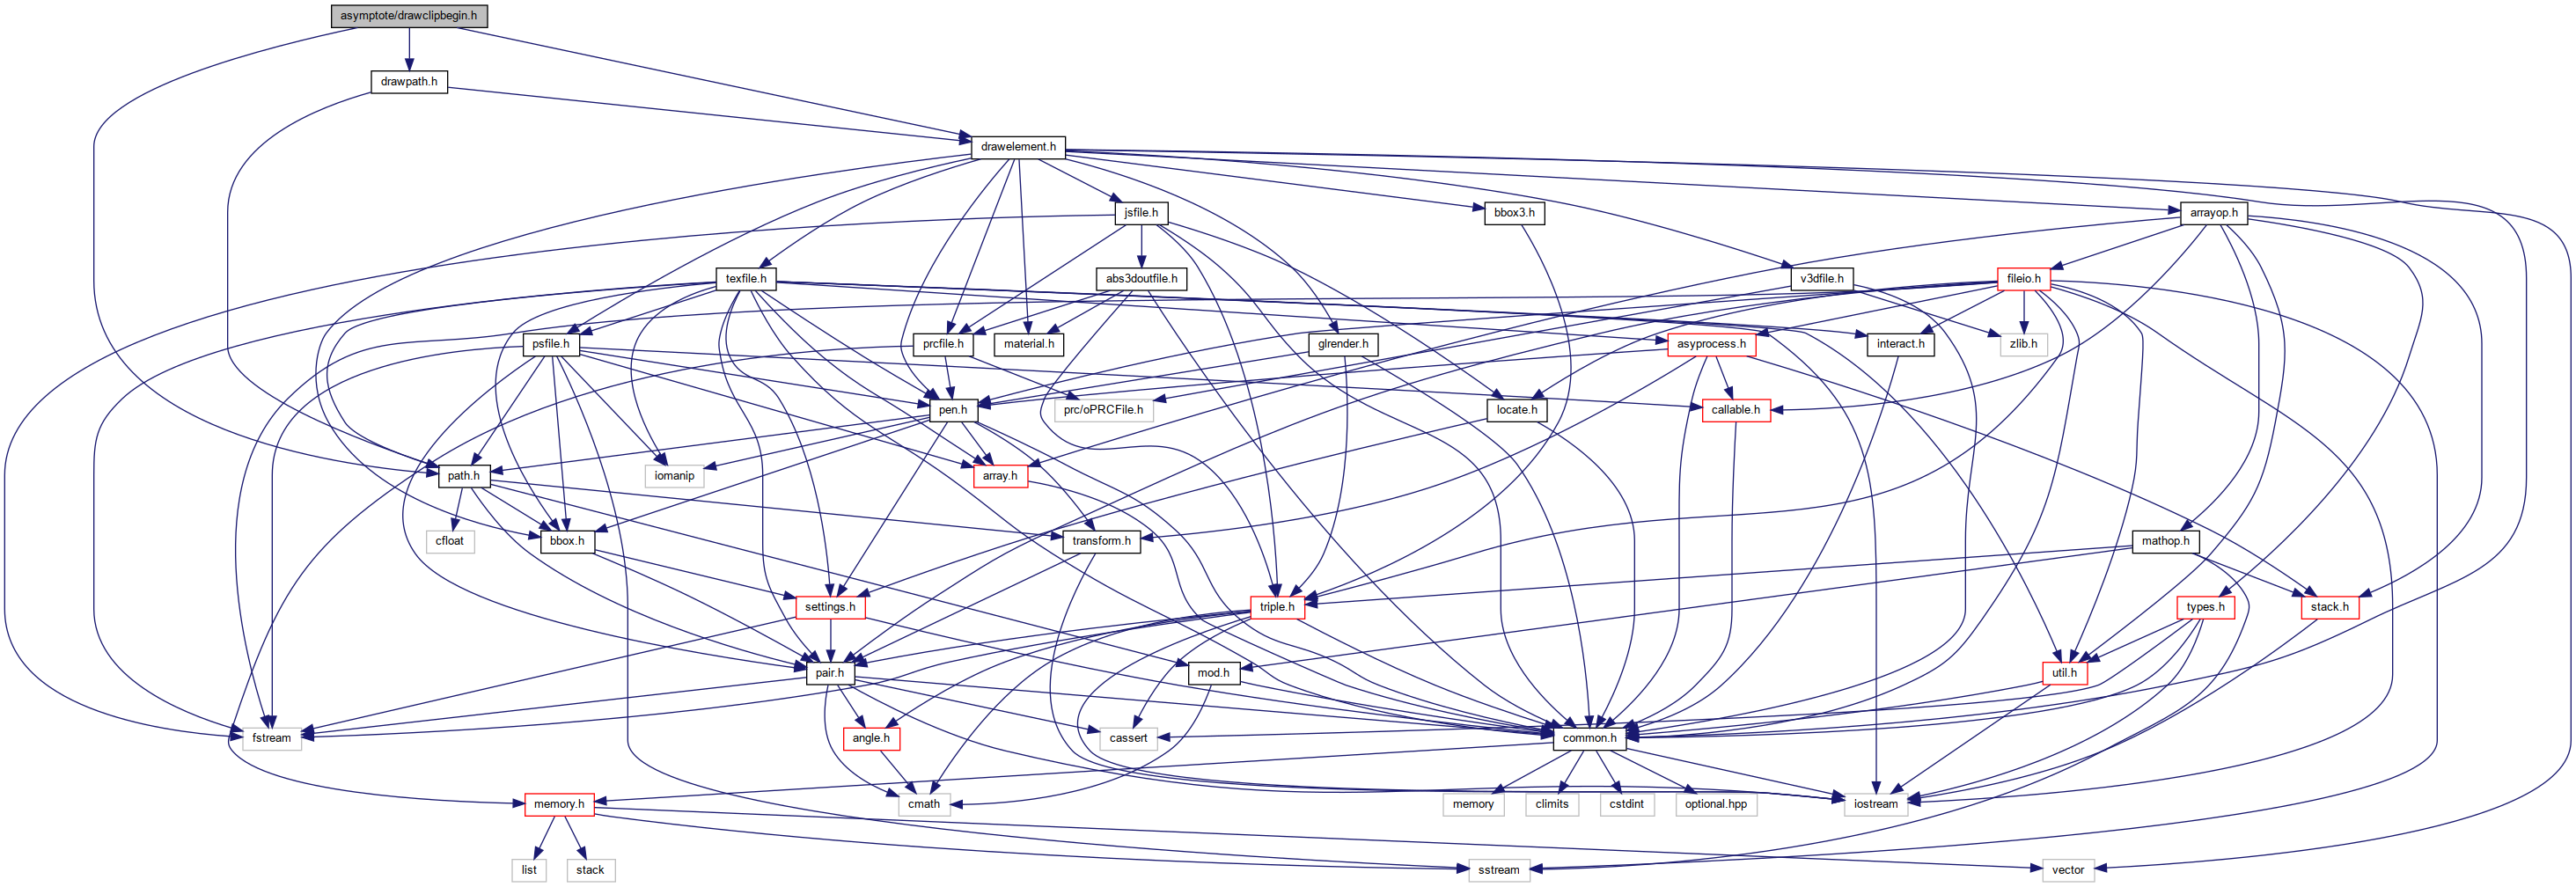 asymptote/drawclipbegin.h
drawpath.h
drawelement.h
jsfile.h
bbox3.h
arrayop.h
texfile.h
abs3doutfile.h
v3dfile.h
fileio.h
psfile.h
prcfile.h
material.h
glrender.h
asyprocess.h
interact.h
zlib.h
pen.h
prc/oPRCFile.h
locate.h
callable.h
path.h
iomanip
array.h
cfloat
bbox.h
transform.h
mathop.h
settings.h
triple.h
types.h
stack.h
pair.h
mod.h
util.h
fstream
angle.h
cassert
common.h
memory.h
cmath
memory
climits
cstdint
optional.hpp
iostream
list
stack
sstream
vector